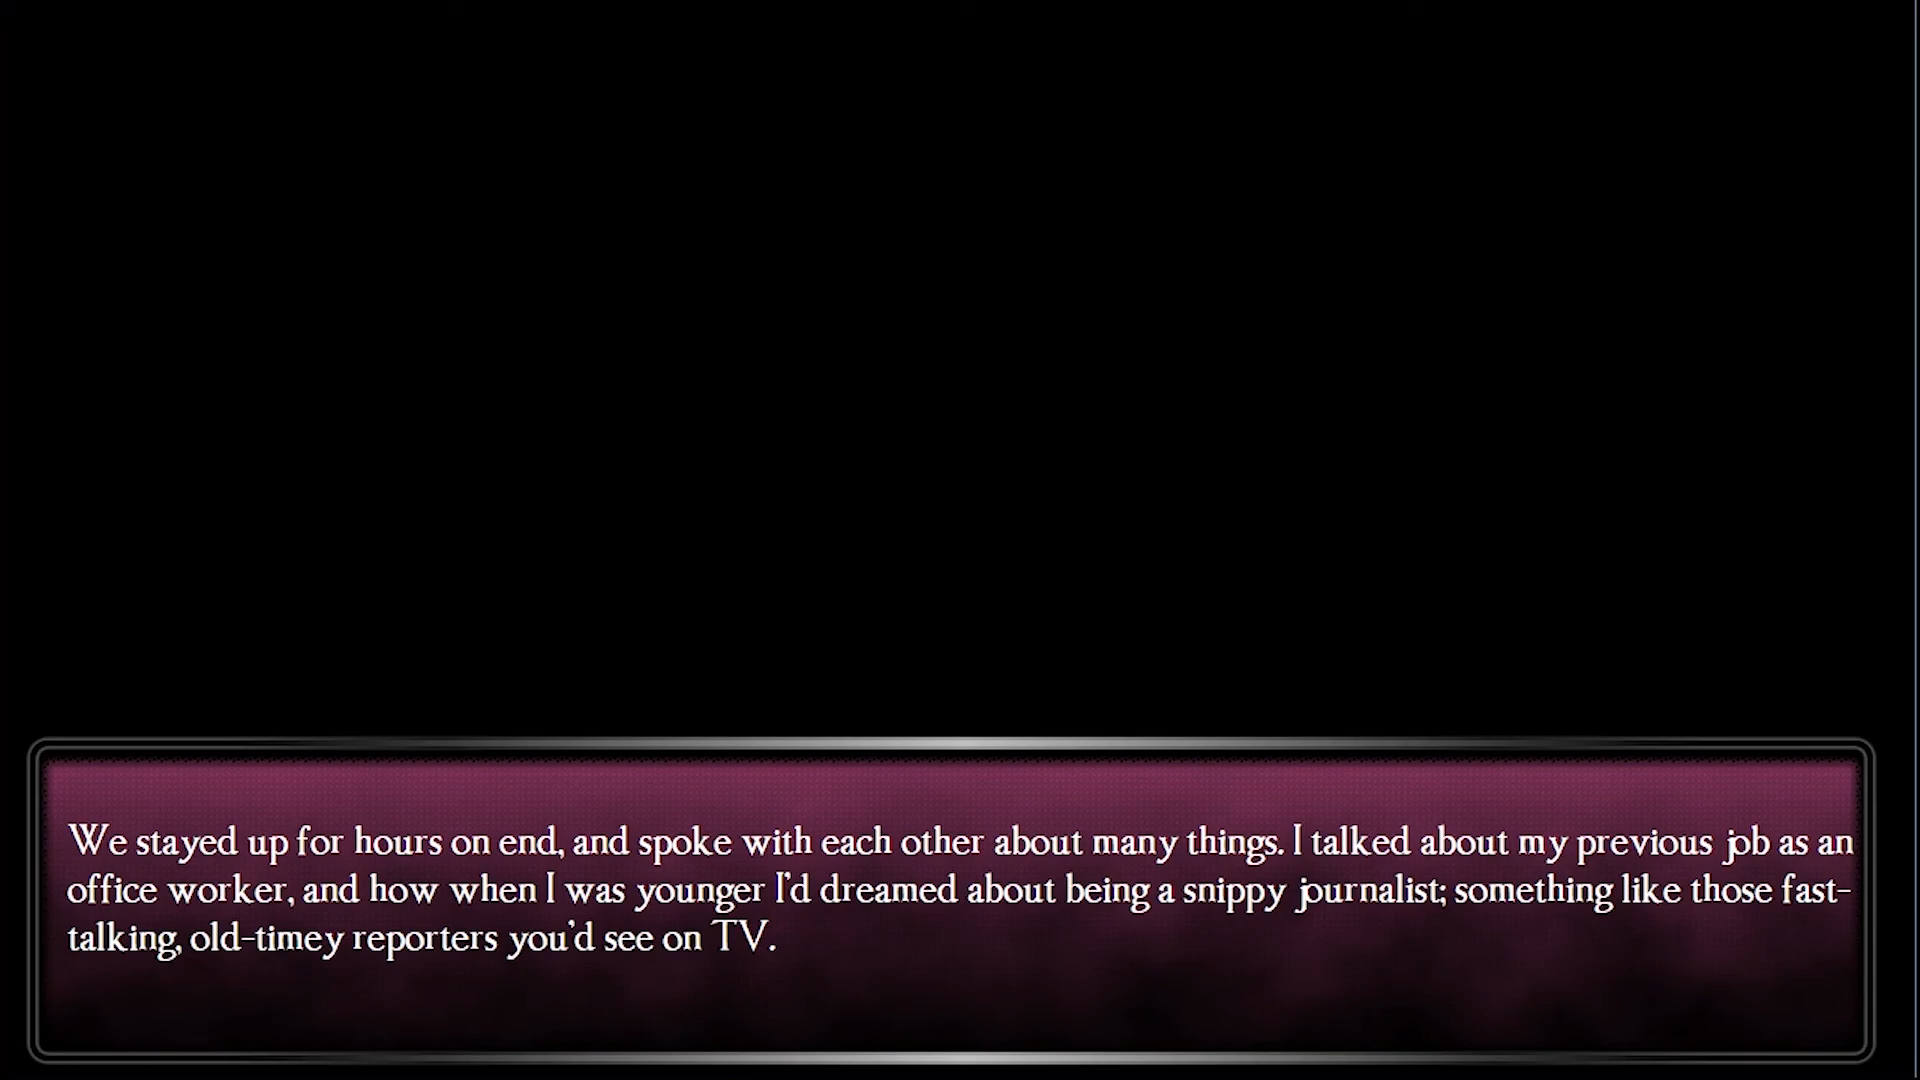 We stayed up for hours on end, and spoke with each other about many things. I talked about my previous job as an
office worker, and how when I was younger I'd dreamed about being a snippy journalist; something like those fast-
talking, old-timey reporters you'd see on TV.